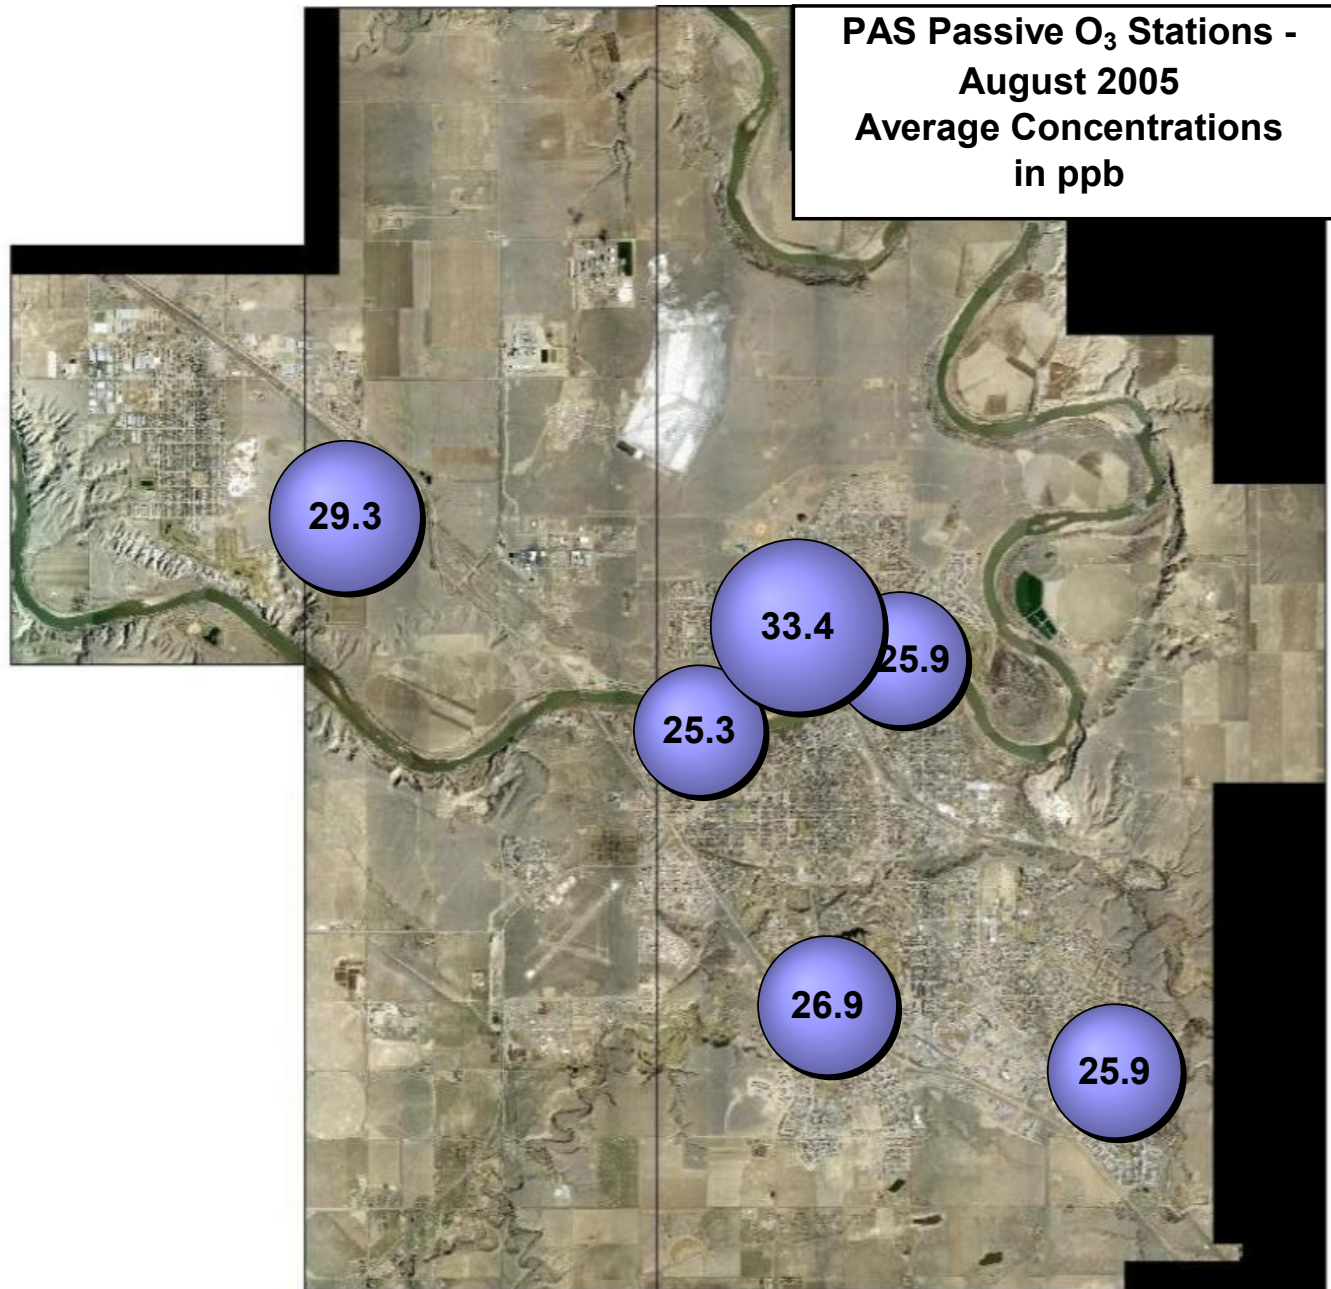 PAS Passive O₃ Stations -
August 2005
Average Concentrations
in ppb
29.3
33.4
25.9
25.3
26.9
25.9